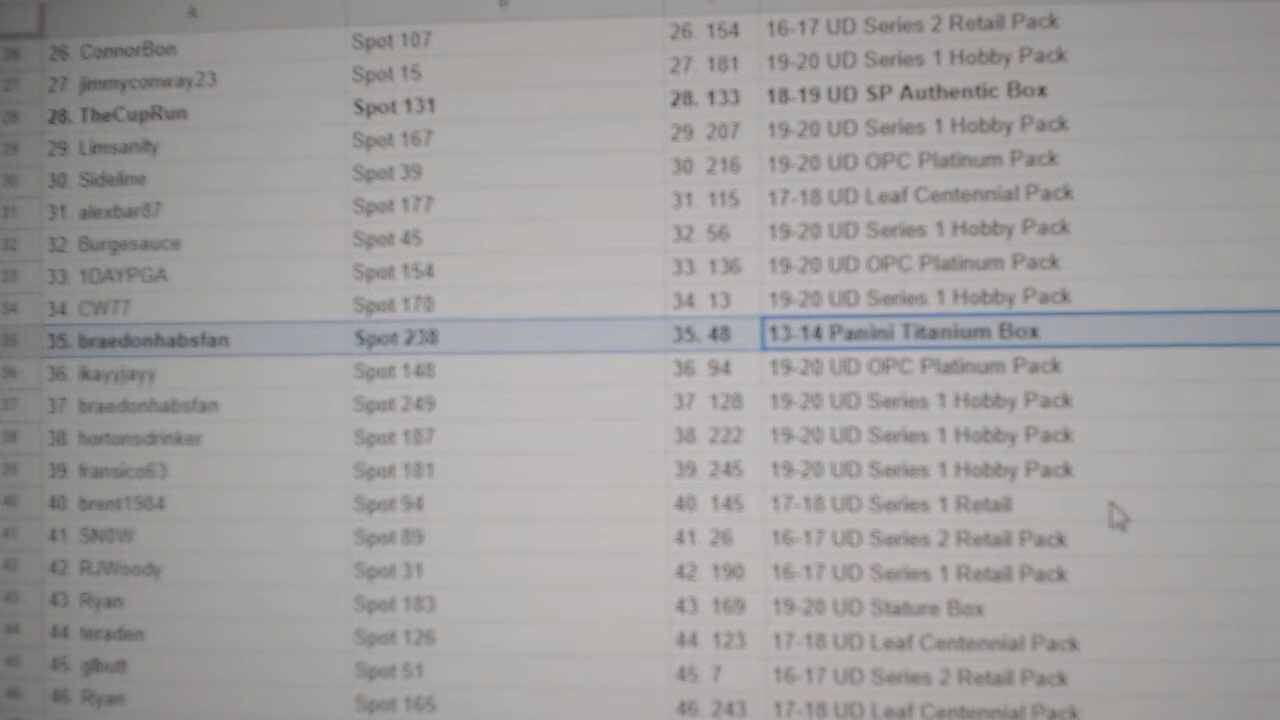 A
26. ConnorBon Spot 107 26. 154 16-17 UD Series 2 Retail Pack
27 jimmyconway23 Spot 15 27 181 19-20 UD Series 1 Hobby Pack
28. TheCupRun Spot 131 28. 133 18-19 UD SP Authentic Box
29. Limsanity Spot 167 29 207 19-20 UD Series 1 Hobby Pack
30. Sideline Spot 39 30 216 19-20 UD OPC Platinum Pack
31. alexbar87 Spot 177 31 115 17-18 UD Leaf Centennial Pack
32. Burgesauce Spot 45 32 56 19-20 UD Series 1 Hobby Pack
33. 1DAYPGA Spot 154 33. 136 19-20 UD OPC Platinum Pack
34 CW77 Spot 170 34. 13 19-20 UD Series 1 Hobby Pack
35. braedonhabsfan Spot 238 35. 48 13-14 Panini Titanium Box
36. ikayyjayy Spot 148 36 94 19-20 UD OPC Platinum Pack
37. braedonhabsfan Spot 249 37. 128 19-20 UD Series 1 Hobby Pack
38. hortonsdrinker Spot 187 38. 222 19-20 UD Series 1 Hobby Pack
39. fransico63 Spot 181 39. 245 19-20 UD Series 1 Hobby Pack
40. brent1984 Spot 94 40. 145 17-18 UD Series 1 Retail
41. SN0W Spot 89 41 26 16-17 UD Series 2 Retail Pack
42. RJWoody Spot 31 42 190 16-17 UD Series 1 Retail Pack
43. Ryan Spot 183 43 169 19-20 UD Stature Box
44. teraden Spot 126 44. 123 17-18 UD Leaf Centennial Pack
45. glbutt Spot 51 45. 7 16-17 UD Series 2 Retail Pack
46. Ryan Spot 165 46. 243 17-18 UD Leaf Centennial Pack